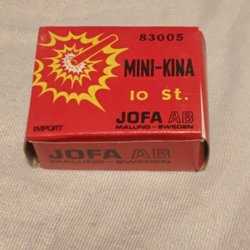 83005
MINI-KINA
10 St.
JOFA AB
MALUNG - SWEDEN
IMPORT
JOFA AB
MALUNG - SWEDEN